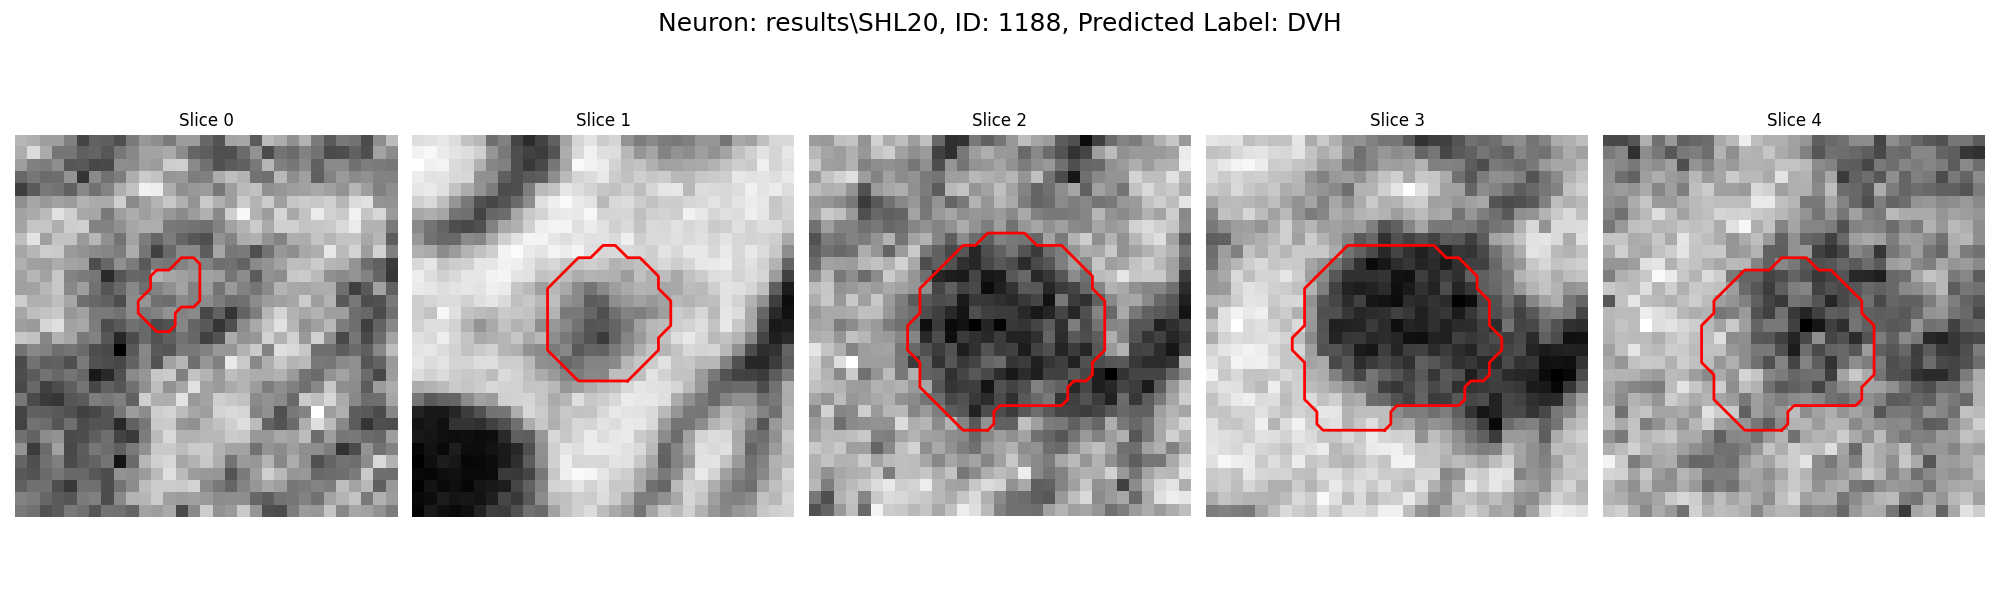 Neuron: results\SHL20, ID: 1188, Predicted Label: DVH
Slice 0
Slice 1
Slice 2
Slice 3
Slice 4